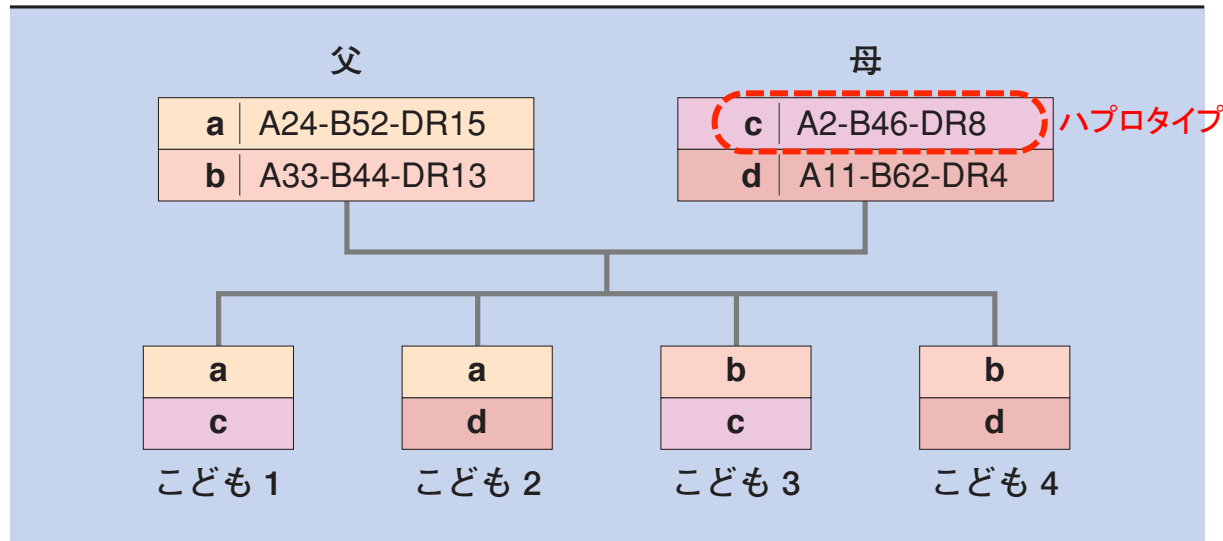 父 母
a A24-B52-DR15 c A2-B46-DR8 ハプロタイプ
b A33-B44-DR13 d A11-B62-DR4
a a b b
c d c d
こども 1 こども 2 こども 3 こども 4